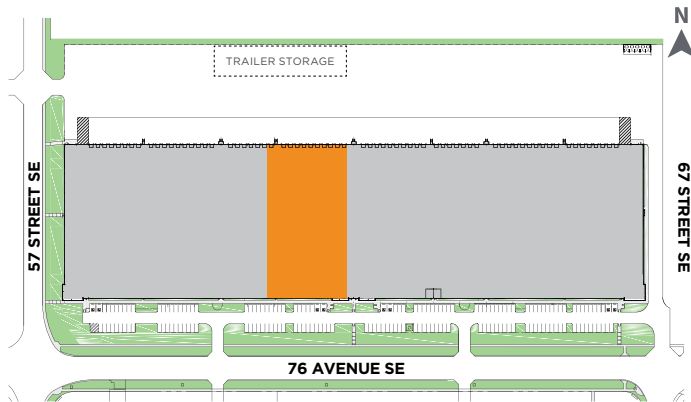 N
TRAILER STORAGE
57 STREET SE
67 STREET SE
76 AVENUE SE